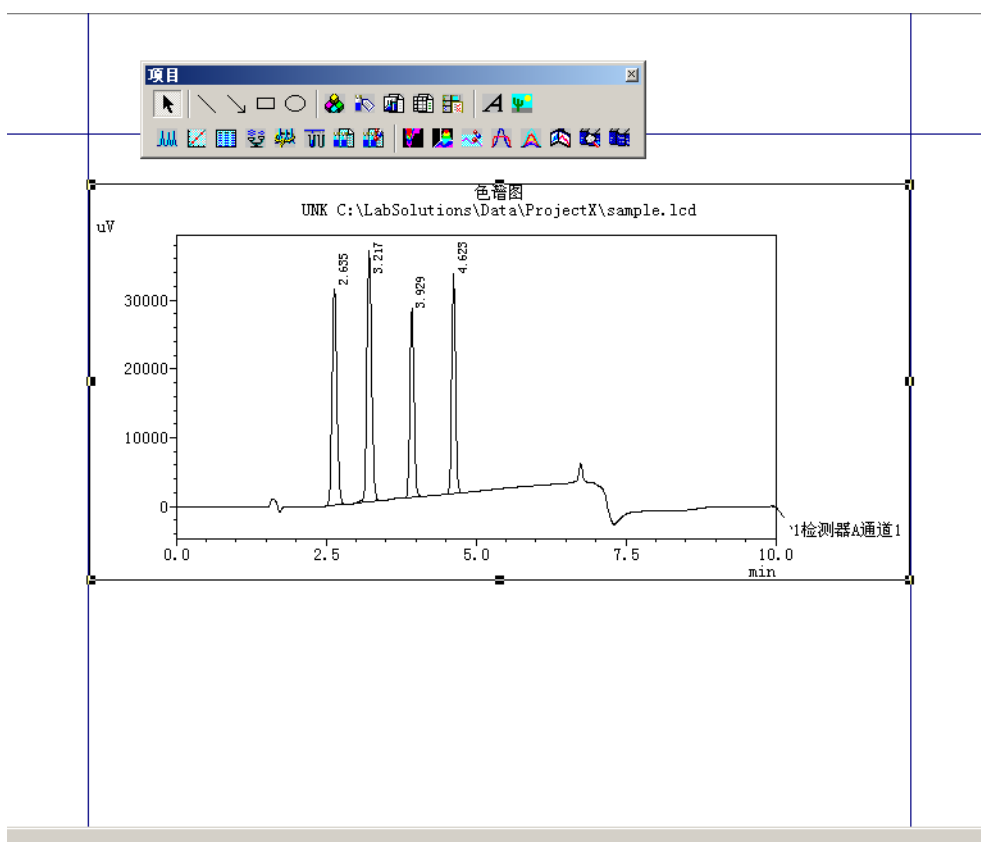 项目
色谱图
UNK C:\LabSolutions\Data\ProjectX\sample.lcd
uV
2.635
3.217
3.929
4.623
30000
20000
10000
0
1检测器A通道1
0.0 2.5 5.0 7.5 10.0
min